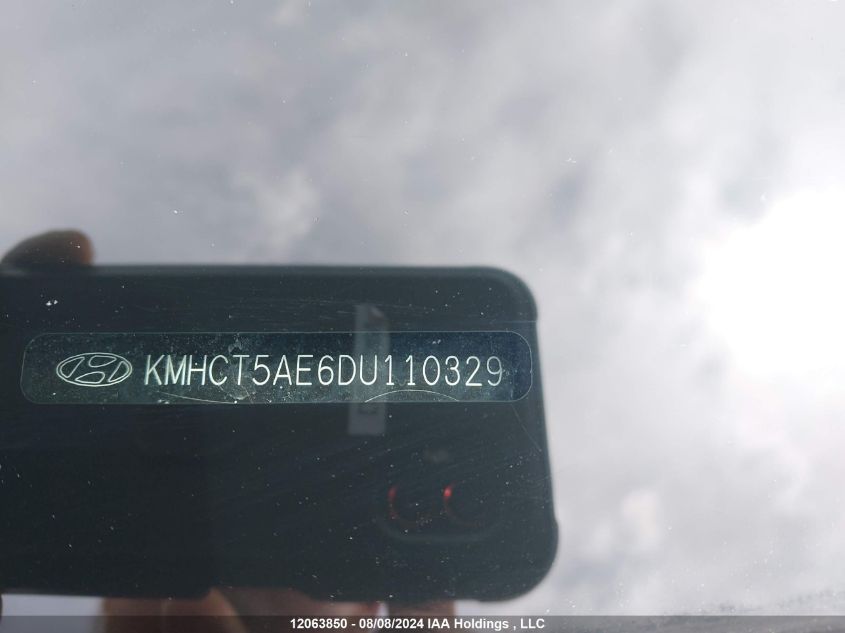 KMHCT5AE6DU110329
12063850 - 08/08/2024 IAA Holdings , LLC